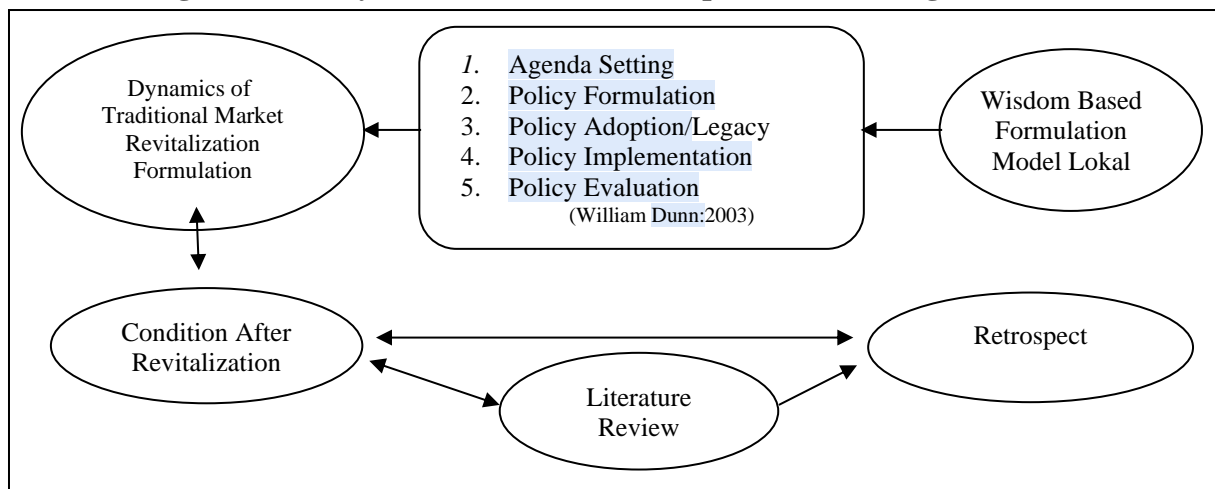 Dynamics of
Traditional Market
Revitalization
Formulation
1. Agenda Setting
2. Policy Formulation
3. Policy Adoption/Legacy
4. Policy Implementation
5. Policy Evaluation
(William Dunn:2003)
Wisdom Based
Formulation
Model Lokal
Condition After
Revitalization
Literature
Review
Retrospect